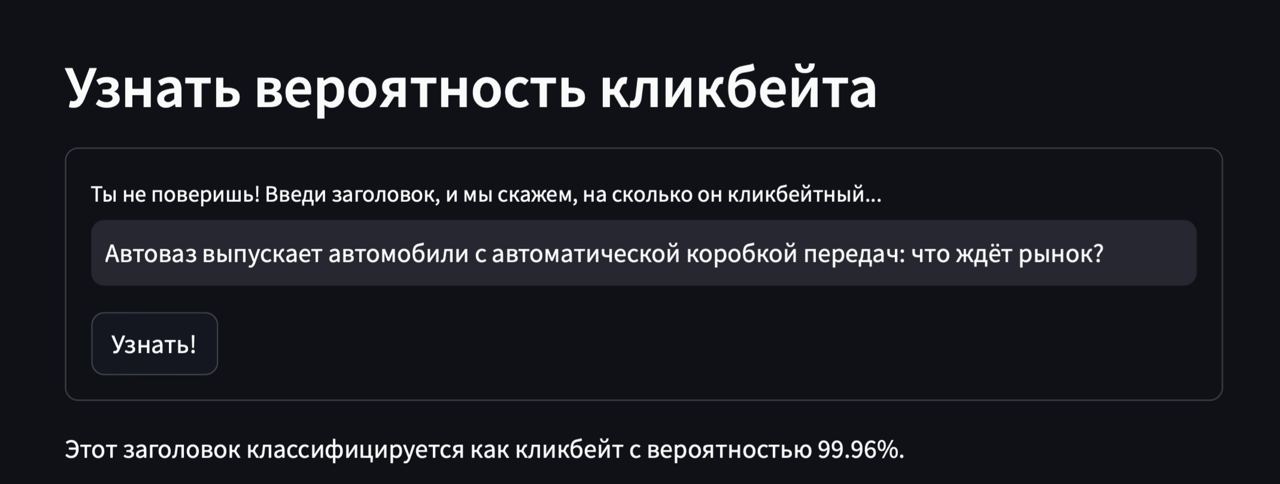 Узнать вероятность кликбейта
Ты не поверишь! Введи заголовок, и мы скажем, на сколько он кликбейтный...
Автоваз выпускает автомобили с автоматической коробкой передач: что ждёт рынок?
Узнать!
Этот заголовок классифицируется как кликбейт с вероятностью 99.96%.